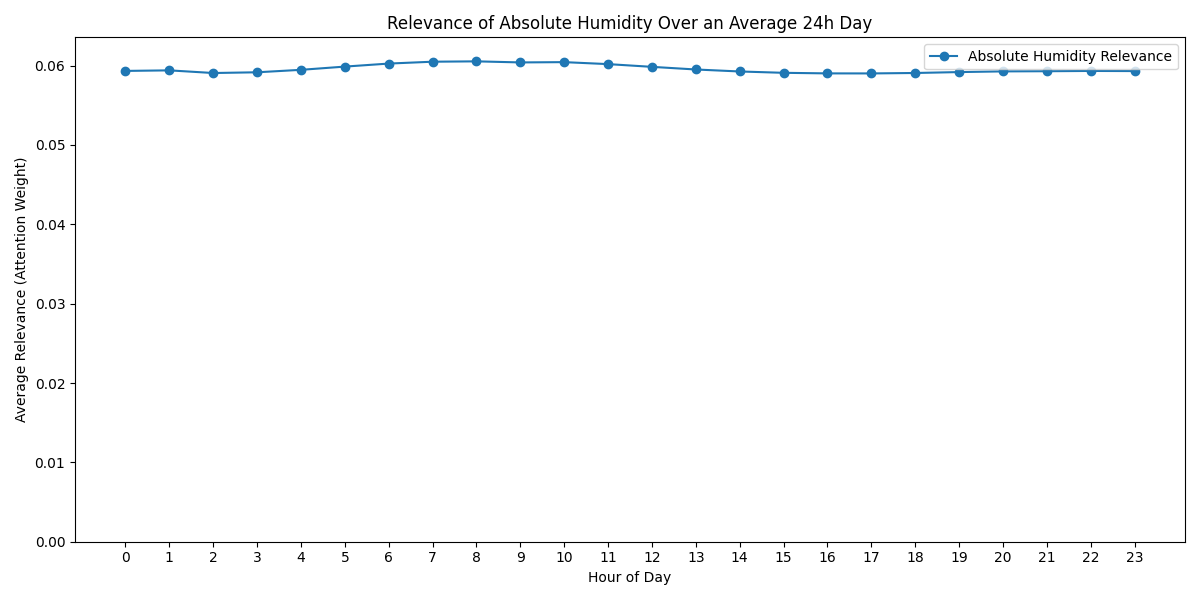 Relevance of Absolute Humidity Over an Average 24h Day
Absolute Humidity Relevance
Average Relevance (Attention Weight)
0.06
0.05
0.04
0.03
0.02
0.01
0.00
0 1 2 3 4 5 6 7 8 9 10 11 12 13 14 15 16 17 18 19 20 21 22 23
Hour of Day